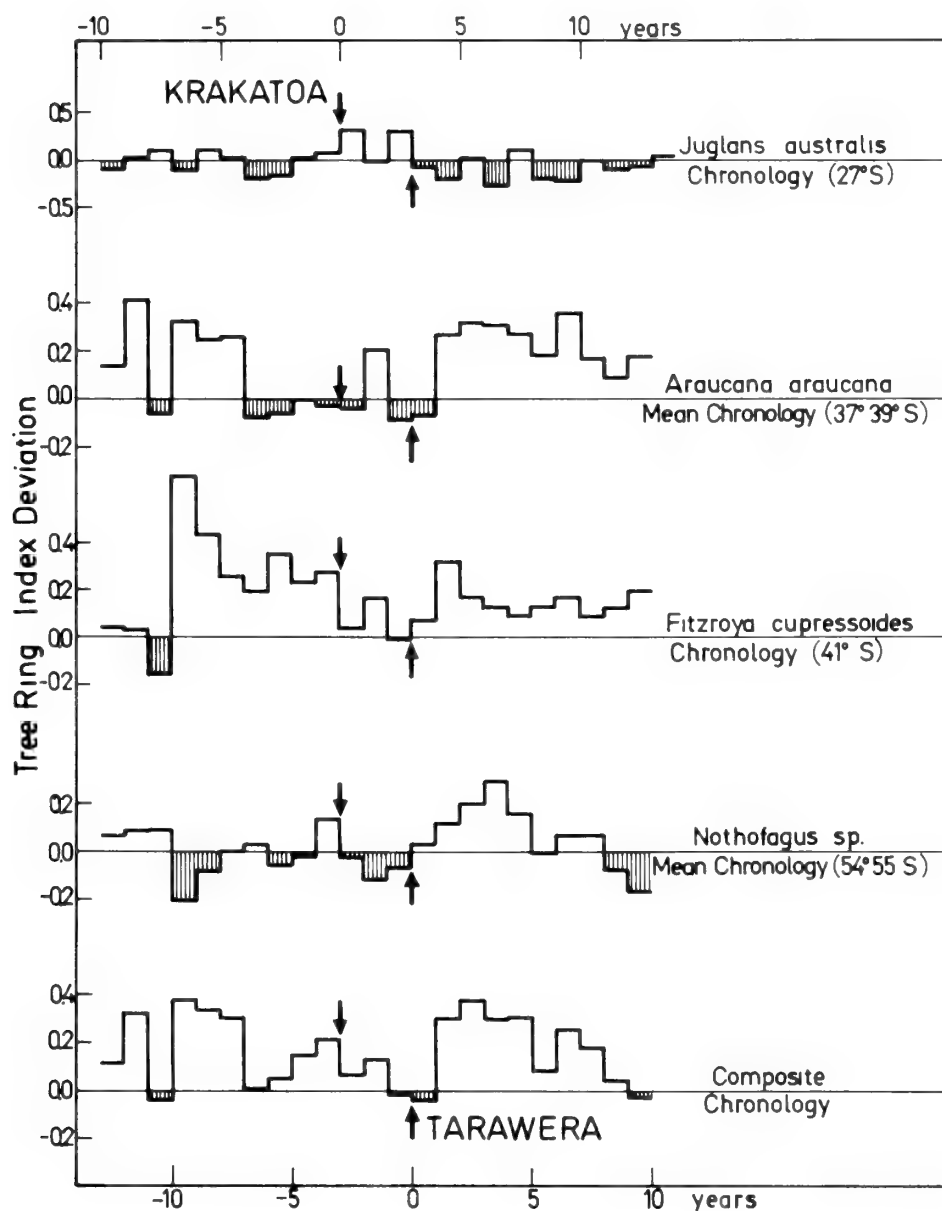 -10 -5 0 5 10 years
KRAKATOA
0.5
0.0
-0.5
Juglans australis
Chronology (27°S)
0.4
0.2
0.0
-0.2
Araucana araucana
Mean Chronology (37°39°S)
Tree Ring Index Deviation
0.4
0.2
0.0
-0.2
Fitzroya cupressoides
Chronology (41° S)
0.2
0.0
-0.2
Nothofagus sp.
Mean Chronology (54°55 S)
0.4
0.2
0.0
-0.2
Composite
Chronology
TARAWERA
-10 -5 0 5 10 years